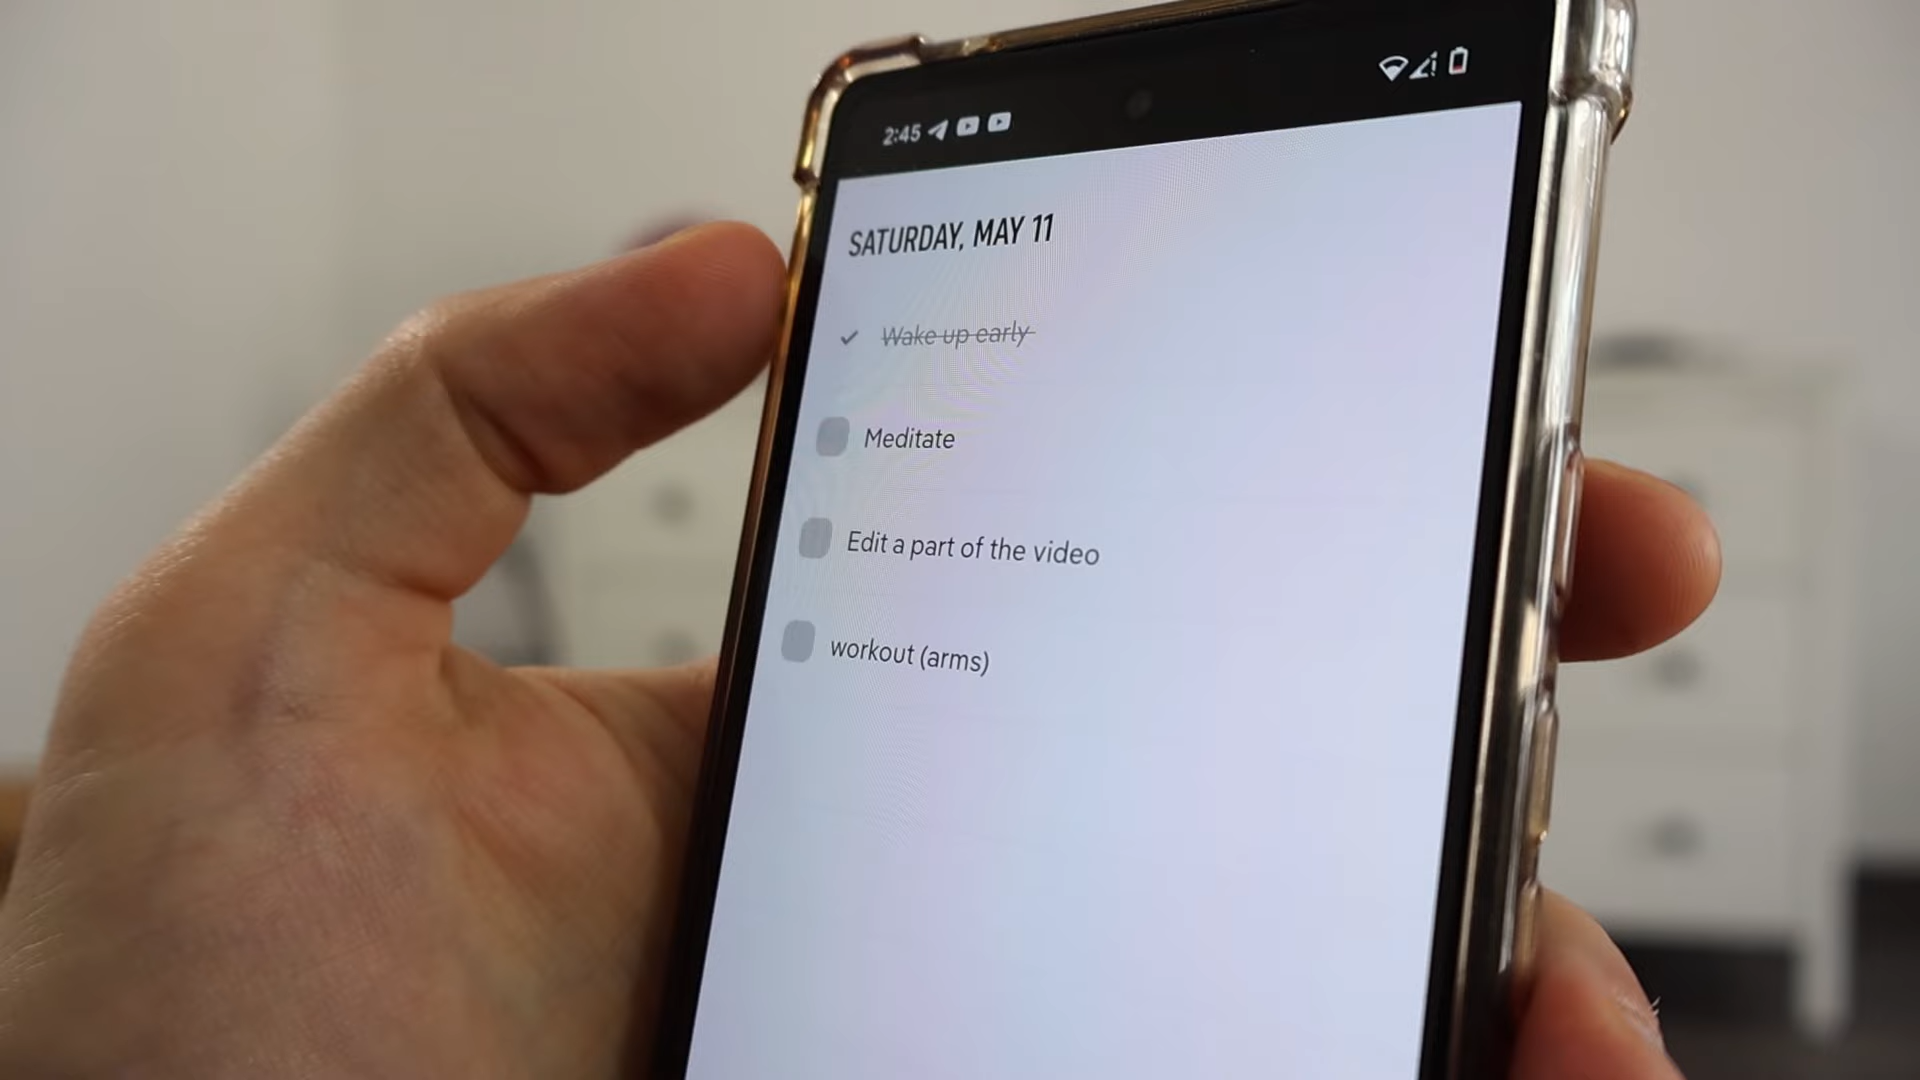 2:45
SATURDAY, MAY 11
Wake up early
Meditate
Edit a part of the video
workout (arms)